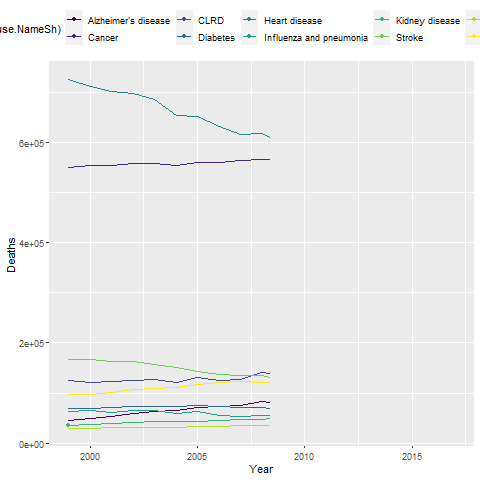 use.NameSh)
Alzheimer's disease CLRD Heart disease Kidney disease
Cancer Diabetes Influenza and pneumonia Stroke
6e+05
4e+05
2e+05
0e+00
Deaths
2000 2005 2010 2015
Year